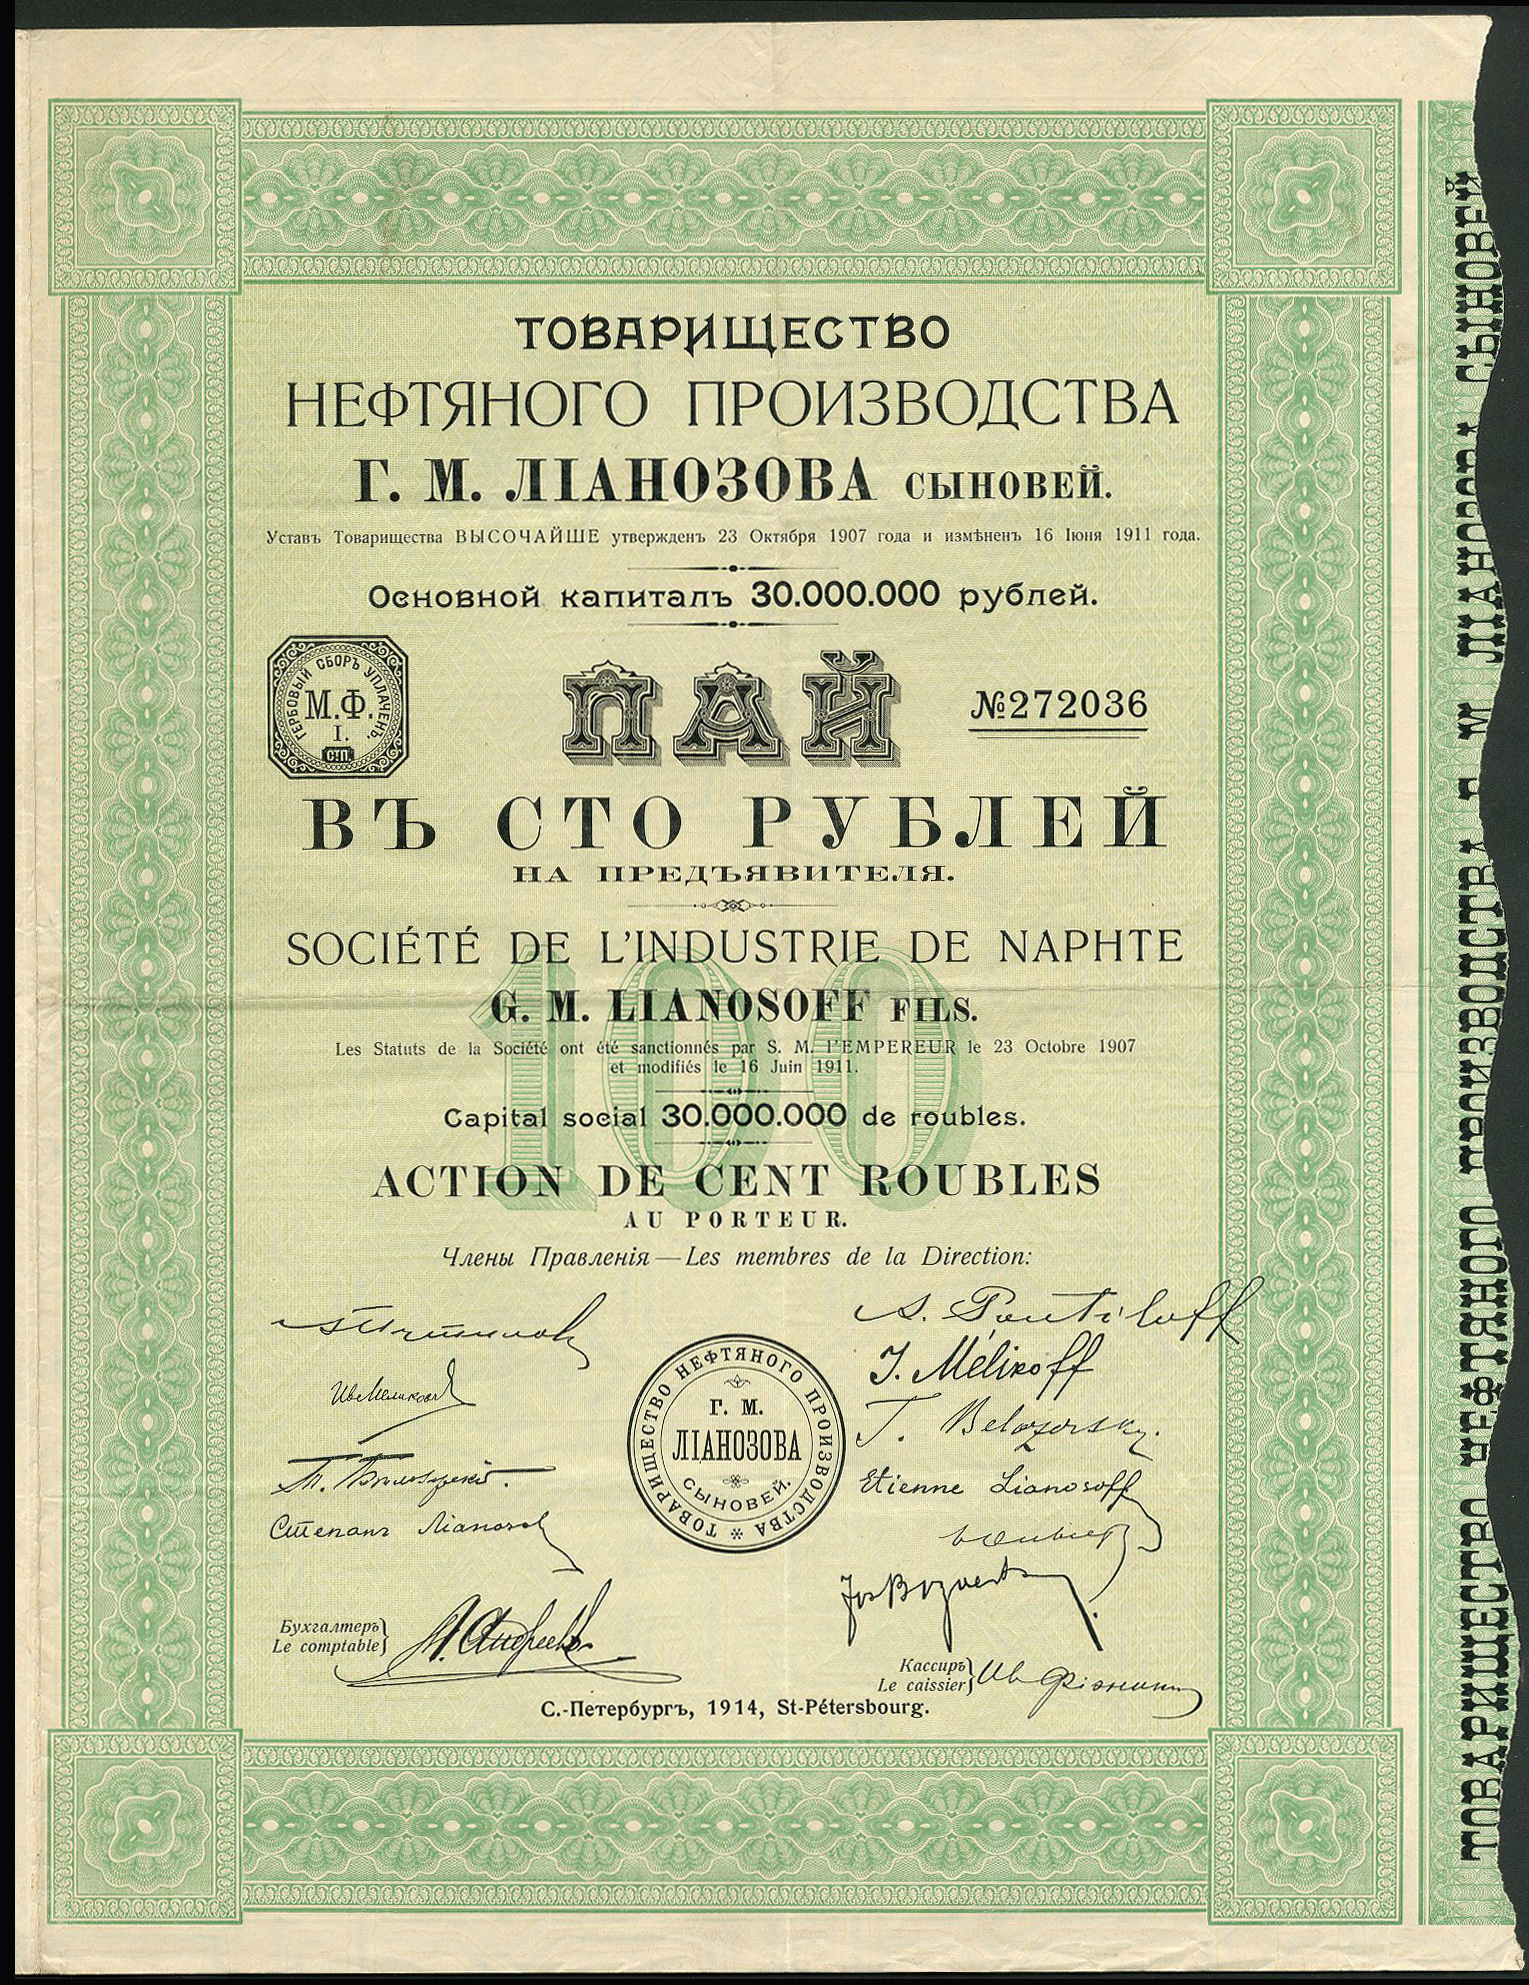 ТОВАРИЩЕСТВО
НЕФТЯНОГО ПРОИЗВОДСТВА
Г. М. ЛІАНОЗОВА СЫНОВЕЙ.
Уставъ Товарищества ВЫСОЧАЙШЕ утвержденъ 23 Октября 1907 года и измѣненъ 16 Іюня 1911 года.
Основной капиталъ 30.000.000 рублей.
ГЕРБОВЫЙ СБОРЪ УПЛАЧЕНЪ
М.Ф.
I.
СПП.
ПАЙ
№272036
ВЪ СТО РУБЛЕЙ
НА ПРЕДЪЯВИТЕЛЯ.
100
SOCIÉTÉ DE L'INDUSTRIE DE NAPHTE
G. M. LIANOSOFF FILS.
Les Statuts de la Société ont été sanctionnés par S. M. l'EMPEREUR le 23 Octobre 1907
et modifiés le 16 Juin 1911.
Capital social 30.000.000 de roubles.
ACTION DE CENT ROUBLES
AU PORTEUR.
Члены Правленія — Les membres de la Direction:
A. Poutiloff
Ив Меликовъ
J. Mélikoff
T. Belozorsky.
Т. Бѣлозерскій.
Etienne Lianosoff
Степанъ Ліанозовъ
ТОВАРИЩЕСТВО НЕФТЯНОГО ПРОИЗВОДСТВА
Г. М.
ЛІАНОЗОВА
СЫНОВЕЙ.
Бухгалтеръ
Le comptable
Кассиръ
Le caissier
С.-Петербургъ, 1914, St-Pétersbourg.
ТОВАРИЩЕСТВО НЕФТЯНОГО ПРОИЗВОДСТВА Г. М. ЛІАНОЗОВА СЫНОВЕЙ